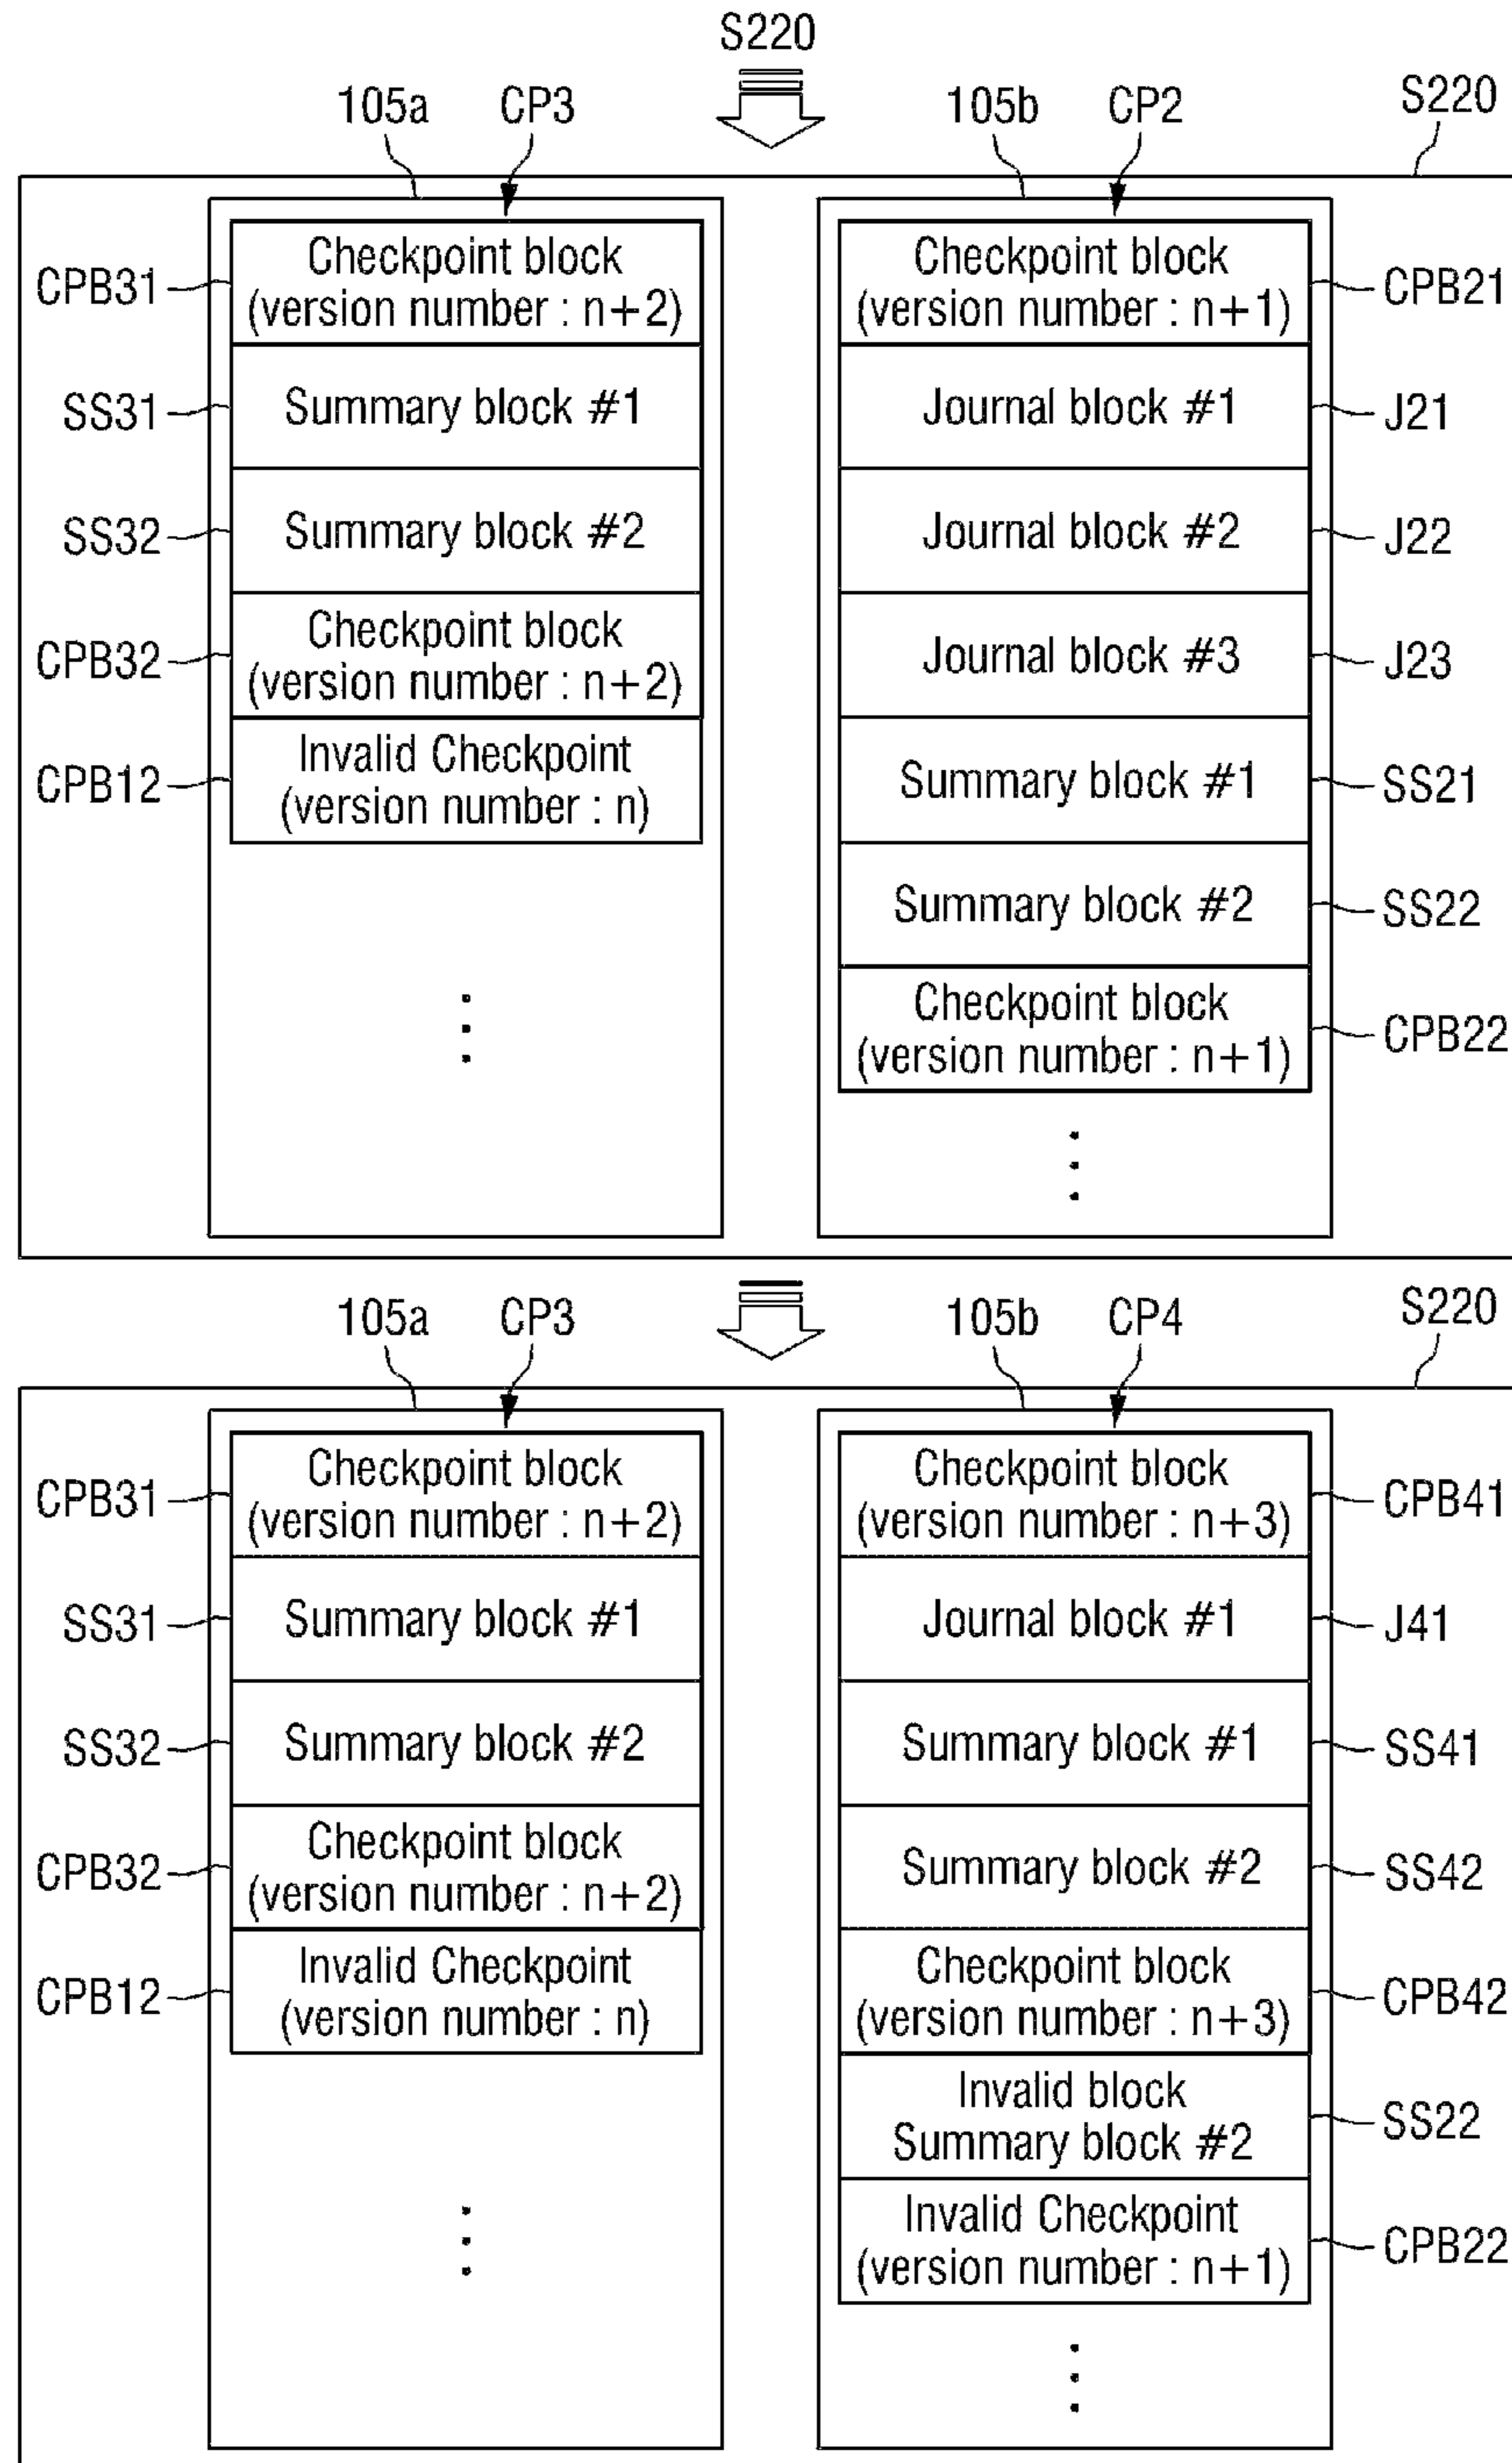 S220
105a
CP3
105b
CP2
S220
CPB31
Checkpoint block
(version number : n+2)
SS31
Summary block #1
SS32
Summary block #2
CPB32
Checkpoint block
(version number : n+2)
CPB12
Invalid Checkpoint
(version number : n)
Checkpoint block
(version number : n+1)
CPB21
Journal block #1
J21
Journal block #2
J22
Journal block #3
J23
Summary block #1
SS21
Summary block #2
SS22
Checkpoint block
(version number : n+1)
CPB22
105a
CP3
105b
CP4
S220
CPB31
Checkpoint block
(version number : n+2)
SS31
Summary block #1
SS32
Summary block #2
CPB32
Checkpoint block
(version number : n+2)
CPB12
Invalid Checkpoint
(version number : n)
Checkpoint block
(version number : n+3)
CPB41
Journal block #1
J41
Summary block #1
SS41
Summary block #2
SS42
Checkpoint block
(version number : n+3)
CPB42
Invalid block
Summary block #2
SS22
Invalid Checkpoint
(version number : n+1)
CPB22